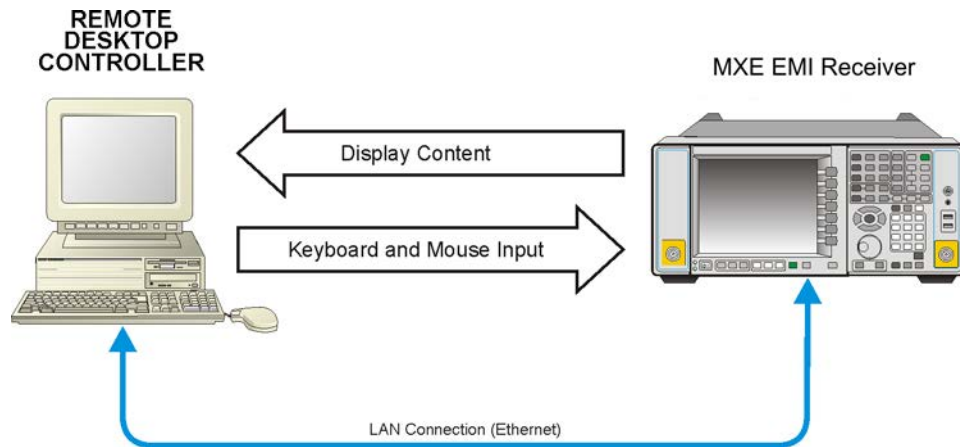 REMOTE
DESKTOP
CONTROLLER
MXE EMI Receiver
Display Content
Keyboard and Mouse Input
LAN Connection (Ethernet)